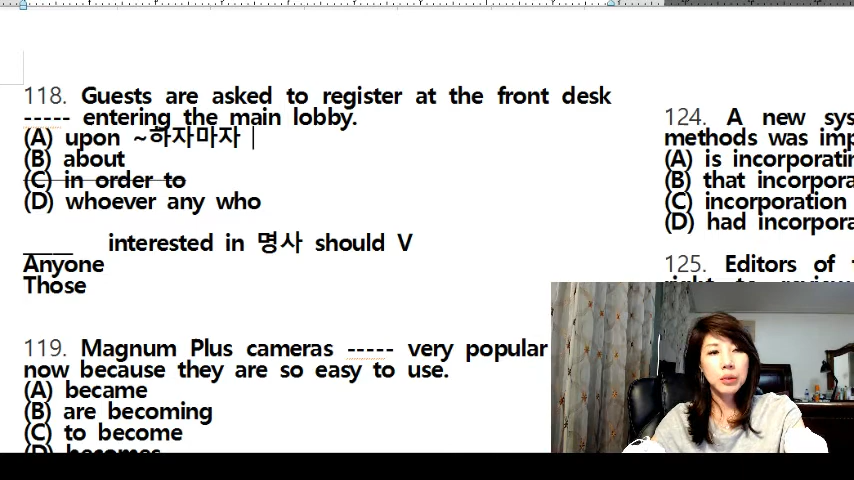 118. Guests are asked to register at the front desk
----- entering the main lobby.
(A) upon ~하자마자
(B) about
(C) in order to
(D) whoever any who
____ interested in 명사 should V
Anyone
Those
119. Magnum Plus cameras ----- very popular
now because they are so easy to use.
(A) became
(B) are becoming
(C) to become
(D) becomes
124. A new sys
methods was imp
(A) is incorporatin
(B) that incorpora
(C) incorporation
(D) had incorpora
125. Editors of